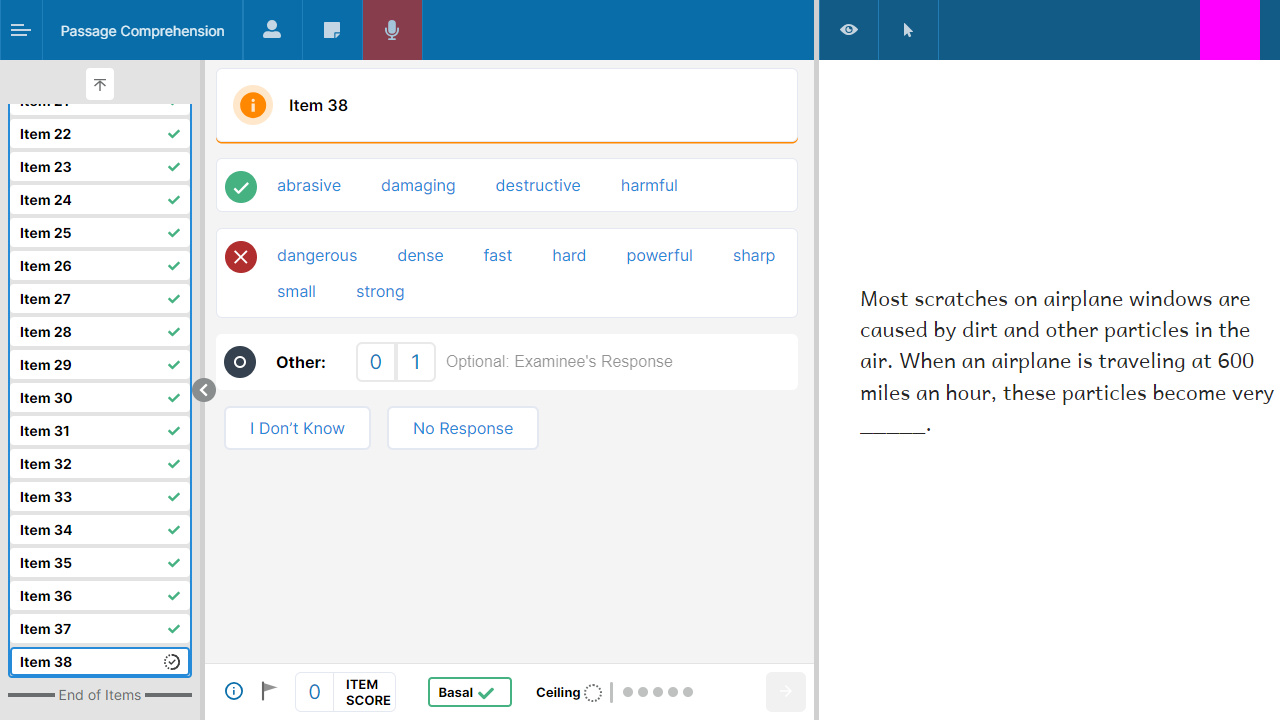 Passage Comprehension
Item 22
Item 23
Item 24
Item 25
Item 26
Item 27
Item 28
Item 29
Item 30
Item 31
Item 32
Item 33
Item 34
Item 35
Item 36
Item 37
Item 38
End of Items
Item 38
abrasive damaging destructive harmful
dangerous dense fast hard powerful sharp
small strong
Other: 0 1 Optional: Examinee's Response
I Don’t Know No Response
0 ITEM SCORE Basal Ceiling
Most scratches on airplane windows are
caused by dirt and other particles in the
air. When an airplane is traveling at 600
miles an hour, these particles become very
_____.